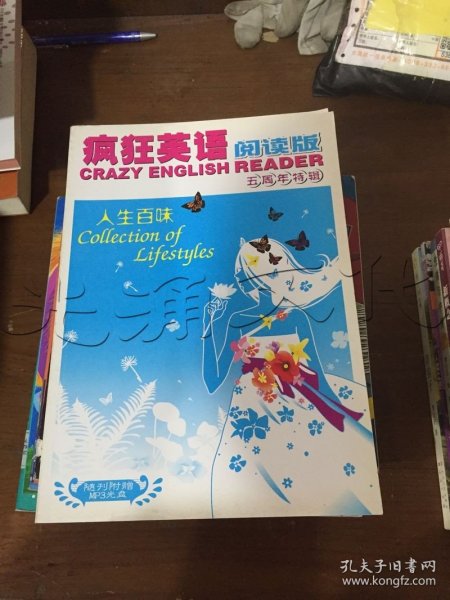 疯狂英语 阅读版
CRAZY ENGLISH READER
五周年特辑
人生百味
Collection of
Lifestyles
随刊附赠
MP3光盘
孔夫子旧书网
www.kongfz.com